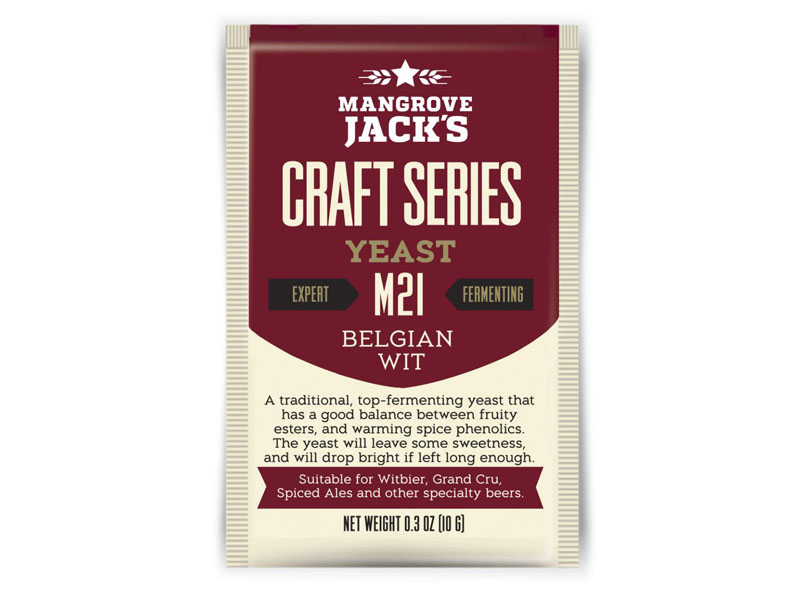 MANGROVE
JACK'S
CRAFT SERIES
YEAST
EXPERT M21 FERMENTING
BELGIAN
WIT
A traditional, top-fermenting yeast that
has a good balance between fruity
esters, and warming spice phenolics.
The yeast will leave some sweetness,
and will drop bright if left long enough.
Suitable for Witbier, Grand Cru,
Spiced Ales and other specialty beers.
NET WEIGHT 0.3 OZ (10 G)